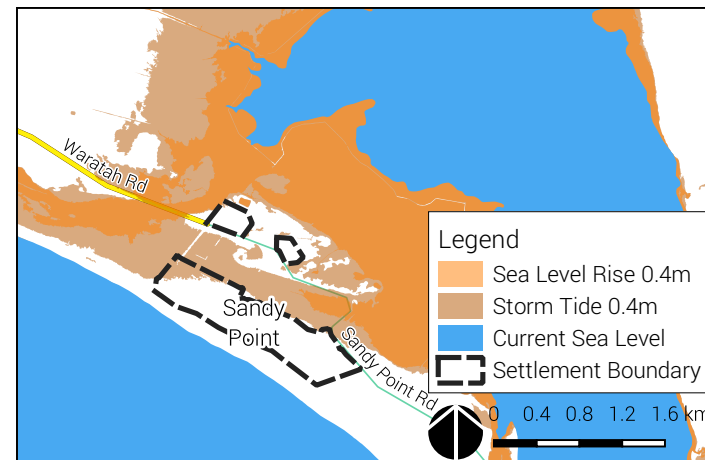 Waratah Rd
Sandy
Point
Sandy Point Rd
Legend
Sea Level Rise 0.4m
Storm Tide 0.4m
Current Sea Level
Settlement Boundary
0 0.4 0.8 1.2 1.6 km